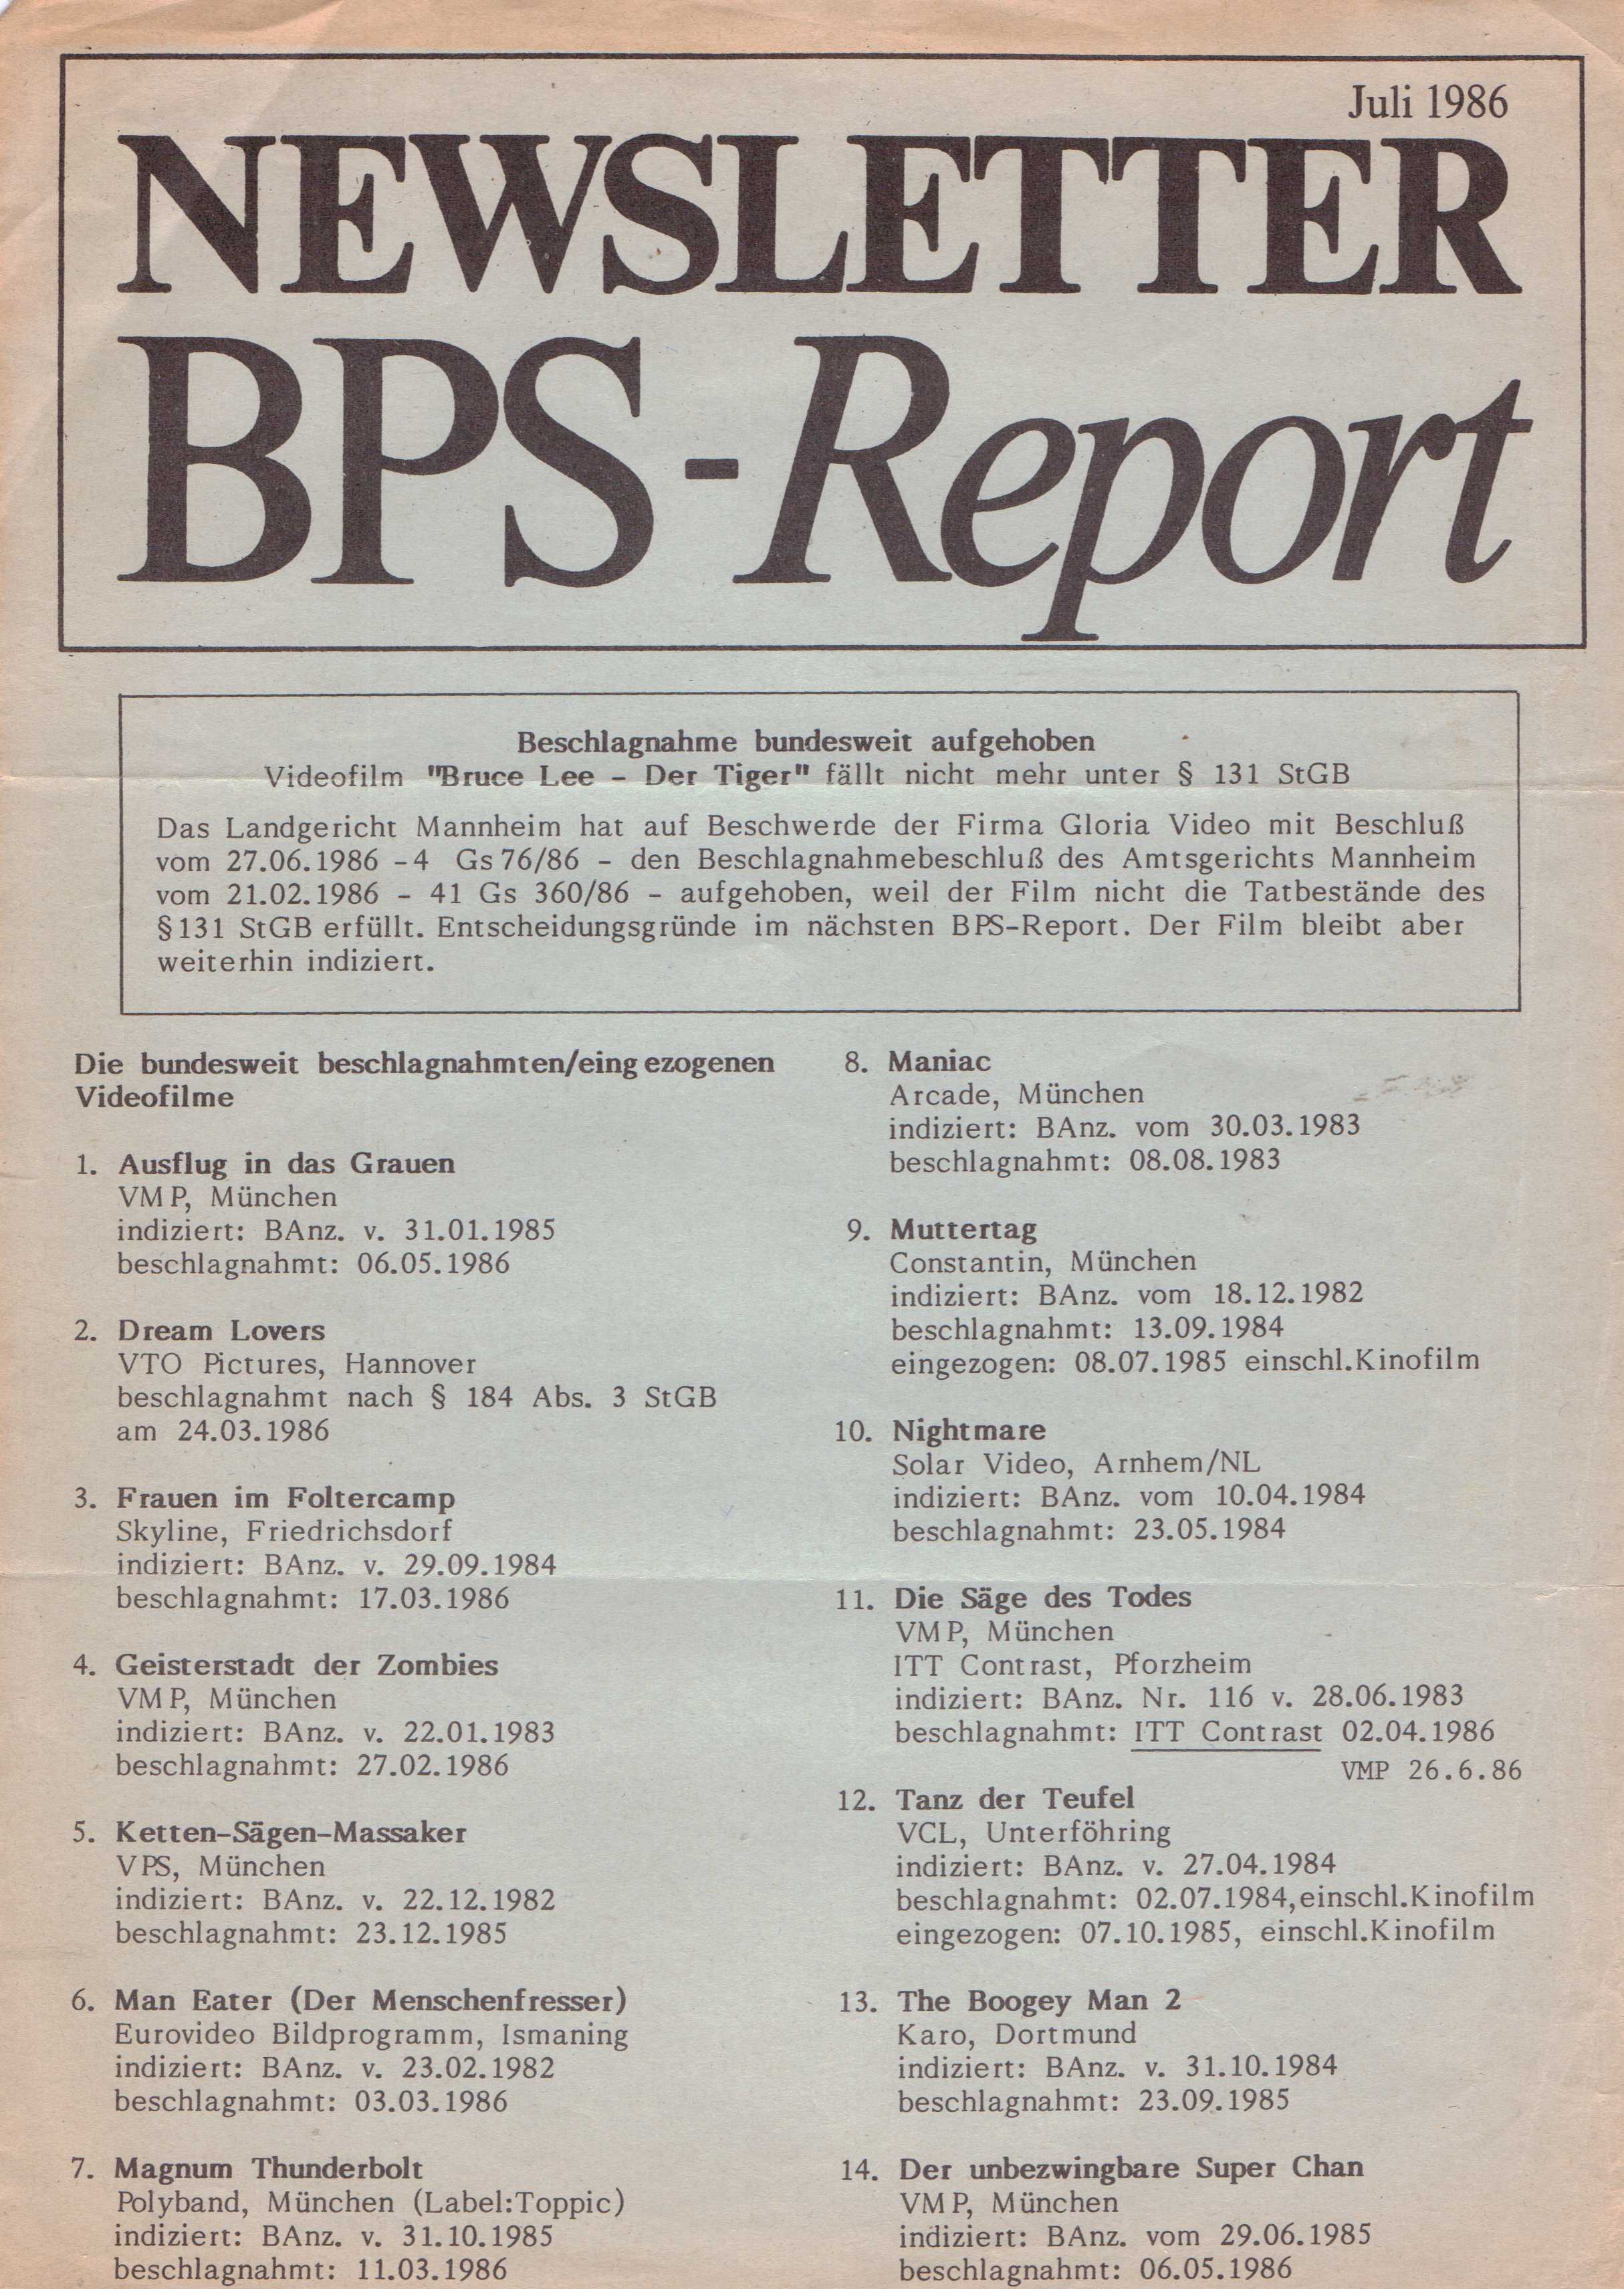 Juli 1986
NEWSLETTER
BPS-Report
Beschlagnahme bundesweit aufgehoben
Videofilm "Bruce Lee - Der Tiger" fällt nicht mehr unter § 131 StGB
Das Landgericht Mannheim hat auf Beschwerde der Firma Gloria Video mit Beschluß
vom 27.06.1986 -4 Gs 76/86 - den Beschlagnahmebeschluß des Amtsgerichts Mannheim
vom 21.02.1986 - 41 Gs 360/86 - aufgehoben, weil der Film nicht die Tatbestände des
§131 StGB erfüllt. Entscheidungsgründe im nächsten BPS-Report. Der Film bleibt aber
weiterhin indiziert.
Die bundesweit beschlagnahmten/eingezogenen
Videofilme
1. Ausflug in das Grauen
VMP, München
indiziert: BAnz. v. 31.01.1985
beschlagnahmt: 06.05.1986
2. Dream Lovers
VTO Pictures, Hannover
beschlagnahmt nach § 184 Abs. 3 StGB
am 24.03.1986
3. Frauen im Foltercamp
Skyline, Friedrichsdorf
indiziert: BAnz. v. 29.09.1984
beschlagnahmt: 17.03.1986
4. Geisterstadt der Zombies
VMP, München
indiziert: BAnz. v. 22.01.1983
beschlagnahmt: 27.02.1986
5. Ketten-Sägen-Massaker
VPS, München
indiziert: BAnz. v. 22.12.1982
beschlagnahmt: 23.12.1985
6. Man Eater (Der Menschenfresser)
Eurovideo Bildprogramm, Ismaning
indiziert: BAnz. v. 23.02.1982
beschlagnahmt: 03.03.1986
7. Magnum Thunderbolt
Polyband, München (Label:Toppic)
indiziert: BAnz. v. 31.10.1985
beschlagnahmt: 11.03.1986
8. Maniac
Arcade, München
indiziert: BAnz. vom 30.03.1983
beschlagnahmt: 08.08.1983
9. Muttertag
Constantin, München
indiziert: BAnz. vom 18.12.1982
beschlagnahmt: 13.09.1984
eingezogen: 08.07.1985 einschl.Kinofilm
10. Nightmare
Solar Video, Arnhem/NL
indiziert: BAnz. vom 10.04.1984
beschlagnahmt: 23.05.1984
11. Die Säge des Todes
VMP, München
ITT Contrast, Pforzheim
indiziert: BAnz. Nr. 116 v. 28.06.1983
beschlagnahmt: ITT Contrast 02.04.1986
VMP 26.6.86
12. Tanz der Teufel
VCL, Unterföhring
indiziert: BAnz. v. 27.04.1984
beschlagnahmt: 02.07.1984,einschl.Kinofilm
eingezogen: 07.10.1985, einschl.Kinofilm
13. The Boogey Man 2
Karo, Dortmund
indiziert: BAnz. v. 31.10.1984
beschlagnahmt: 23.09.1985
14. Der unbezwingbare Super Chan
VMP, München
indiziert: BAnz. vom 29.06.1985
beschlagnahmt: 06.05.1986